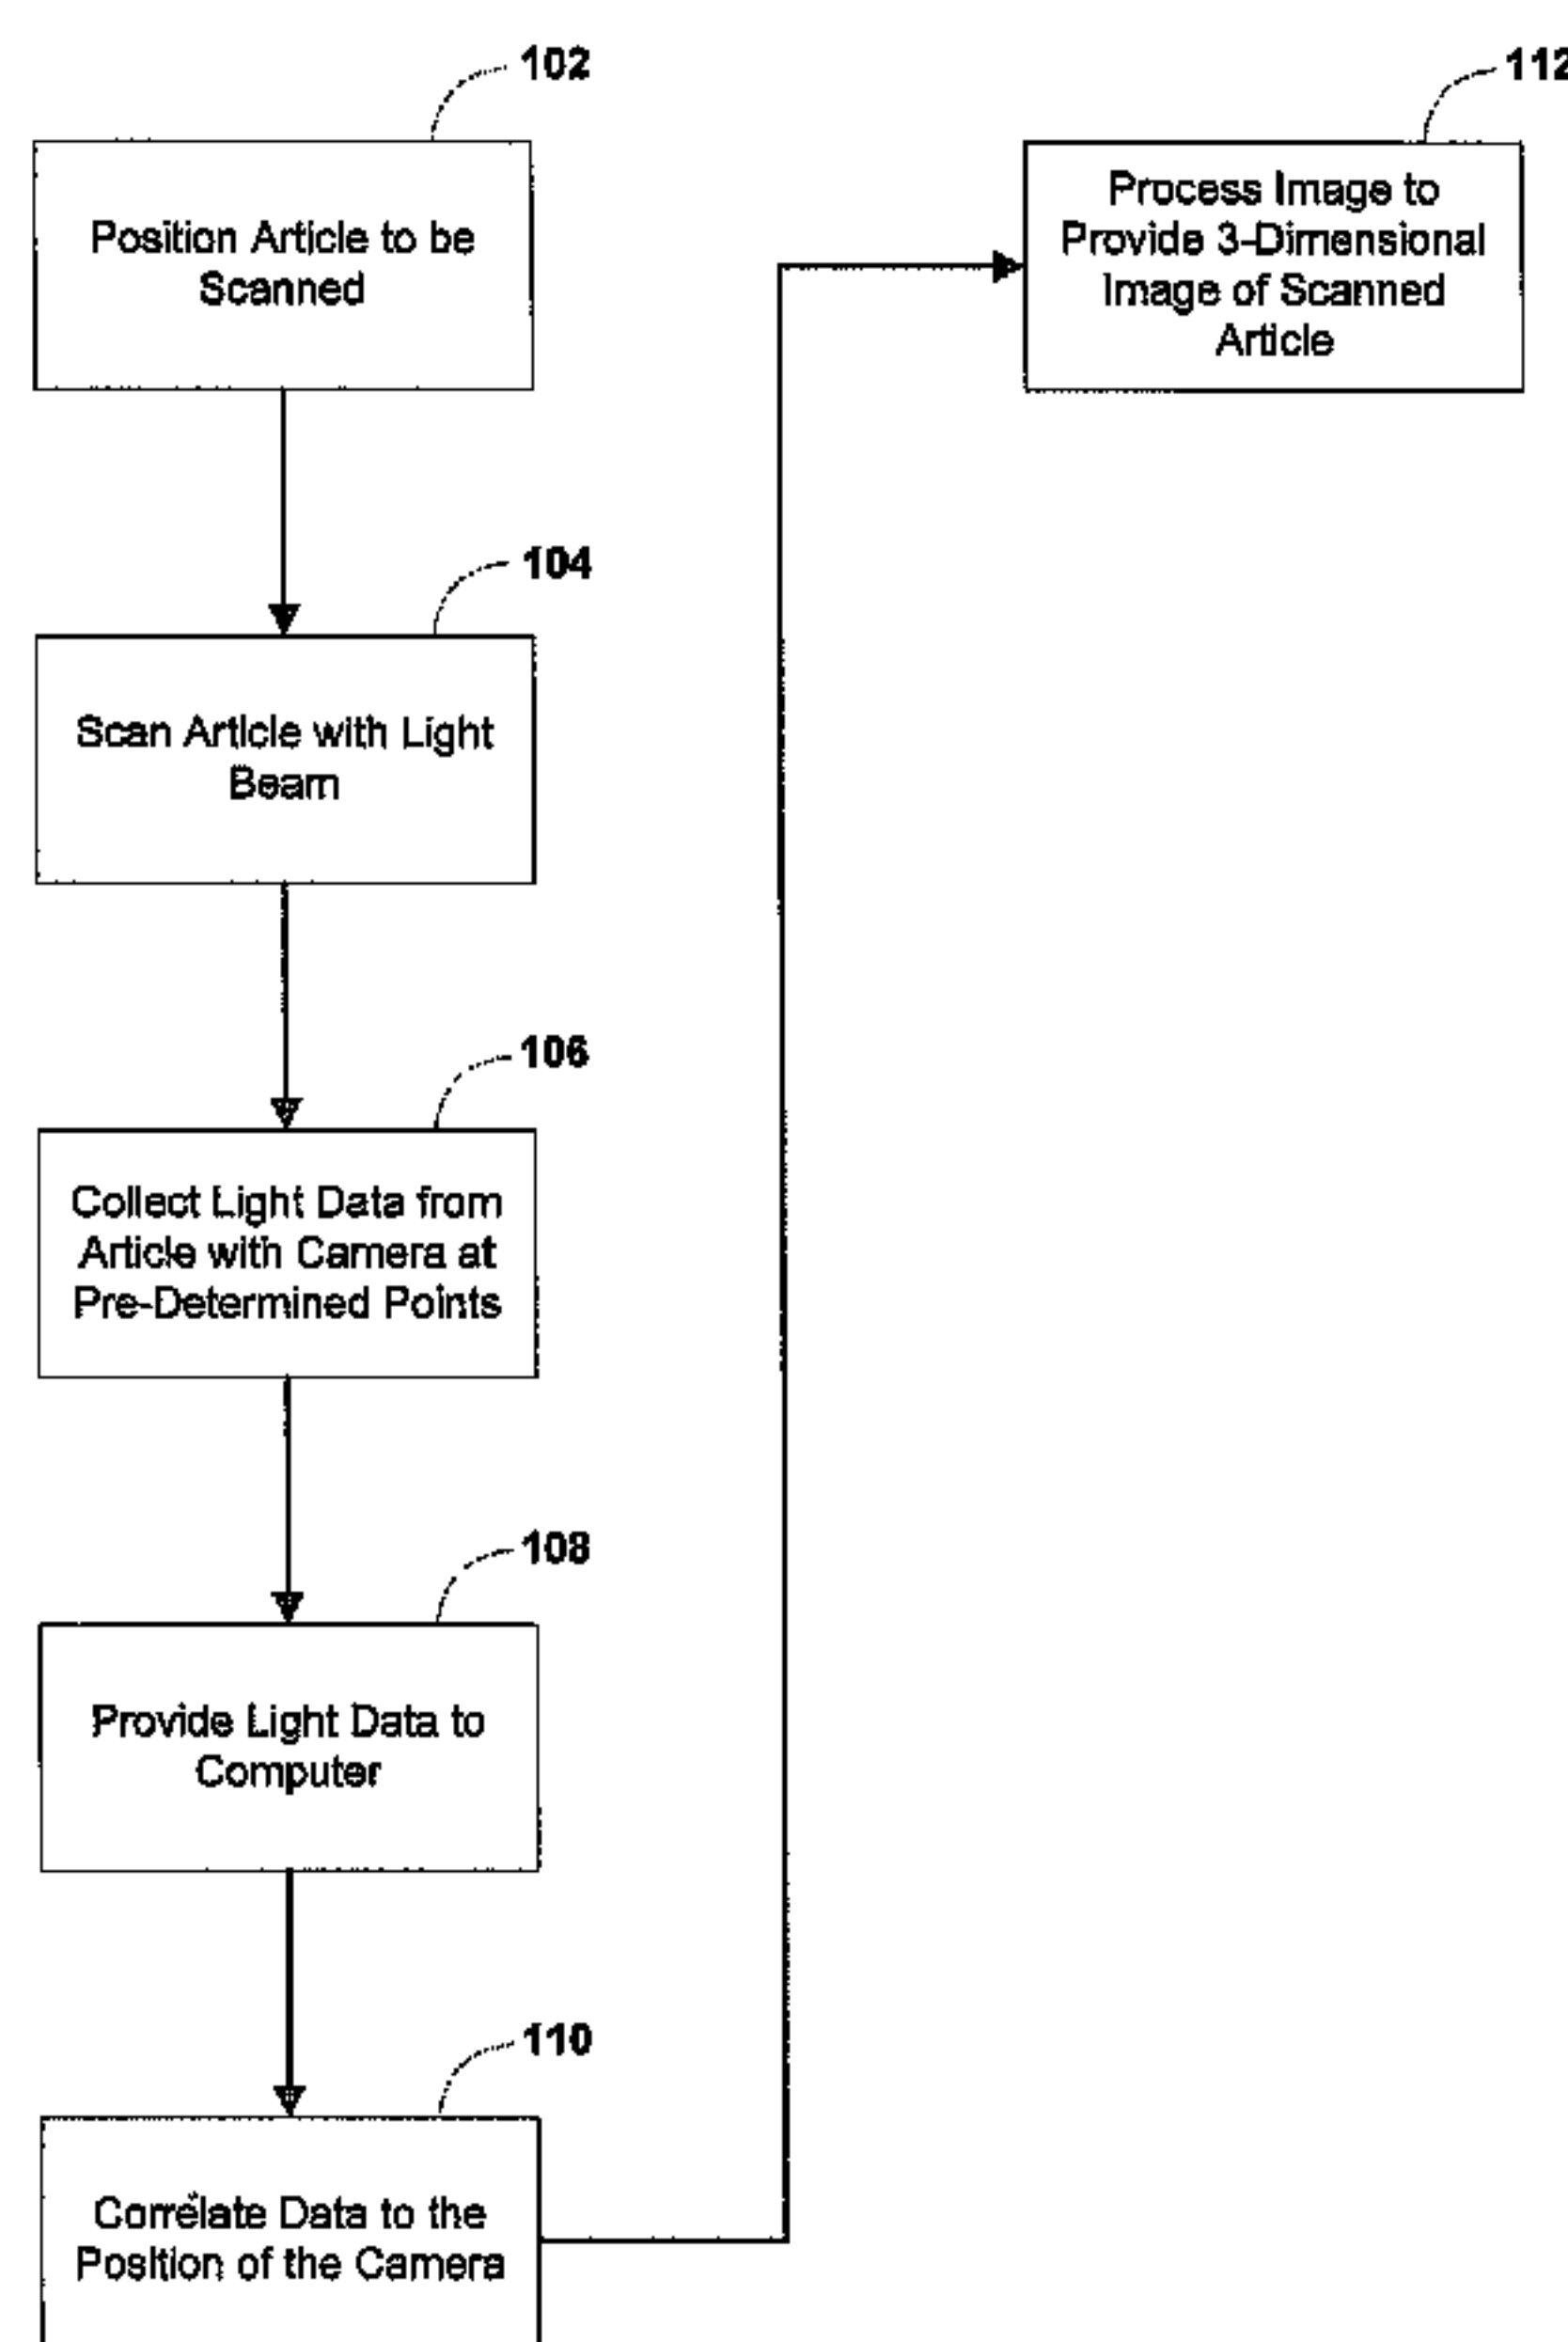 102
Position Article to be
Scanned
104
Scan Article with Light
Beam
106
Collect Light Data from
Article with Camera at
Pre-Determined Points
108
Provide Light Data to
Computer
110
Correlate Data to the
Position of the Camera
112
Process Image to
Provide 3-Dimensional
Image of Scanned
Article